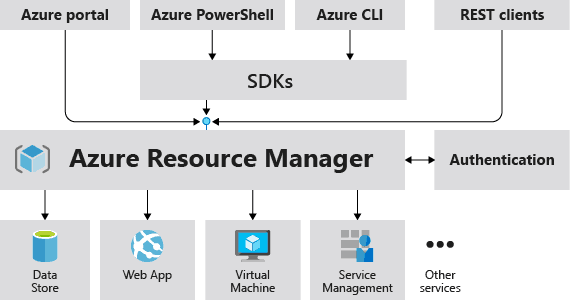 Azure portal
Azure PowerShell
Azure CLI
REST clients
SDKs
Azure Resource Manager
Authentication
Data
Store
Web App
Virtual
Machine
Service
Management
Other
services